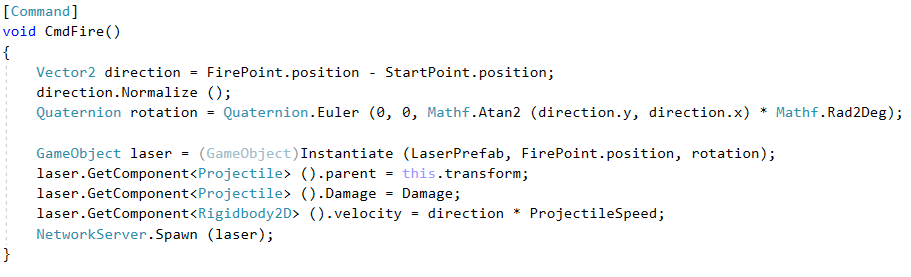 [Command]
void CmdFire()
{
    Vector2 direction = FirePoint.position - StartPoint.position;
    direction.Normalize ();
    Quaternion rotation = Quaternion.Euler (0, 0, Mathf.Atan2 (direction.y, direction.x) * Mathf.Rad2Deg);

    GameObject laser = (GameObject)Instantiate (LaserPrefab, FirePoint.position, rotation);
    laser.GetComponent<Projectile> ().parent = this.transform;
    laser.GetComponent<Projectile> ().Damage = Damage;
    laser.GetComponent<Rigidbody2D> ().velocity = direction * ProjectileSpeed;
    NetworkServer.Spawn (laser);
}